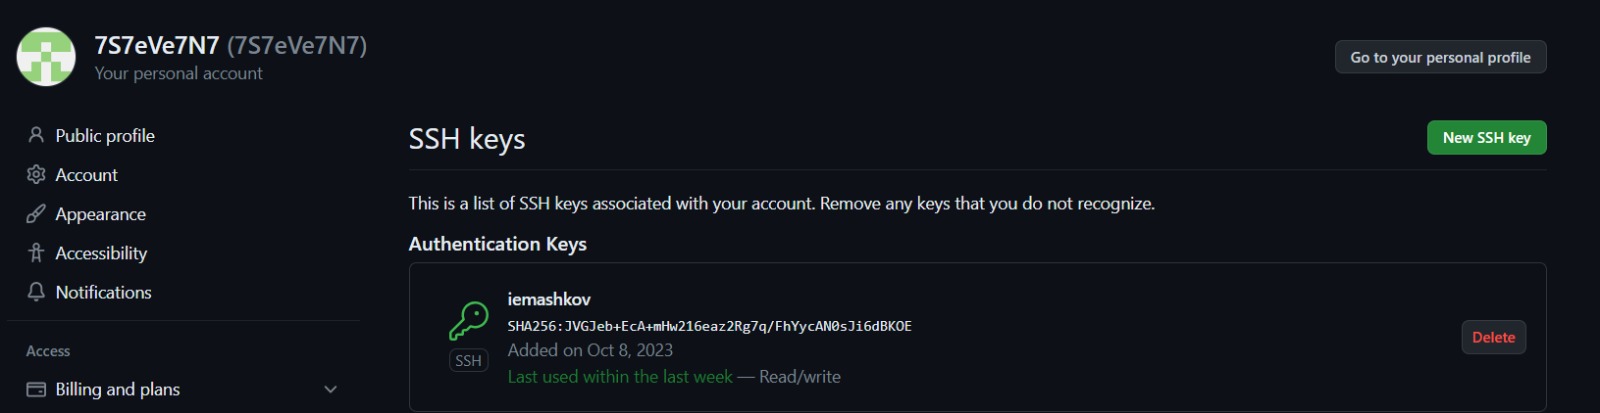 7S7eVe7N7 (7S7eVe7N7)
Your personal account
Go to your personal profile
Public profile
Account
Appearance
Accessibility
Notifications
Access
Billing and plans
SSH keys
New SSH key
This is a list of SSH keys associated with your account. Remove any keys that you do not recognize.
Authentication Keys
iemashkov
SHA256:JVGJeb+EcA+mHw216eaz2Rg7q/FhYycAN0sJi6dBKOE
SSH
Added on Oct 8, 2023
Last used within the last week — Read/write
Delete